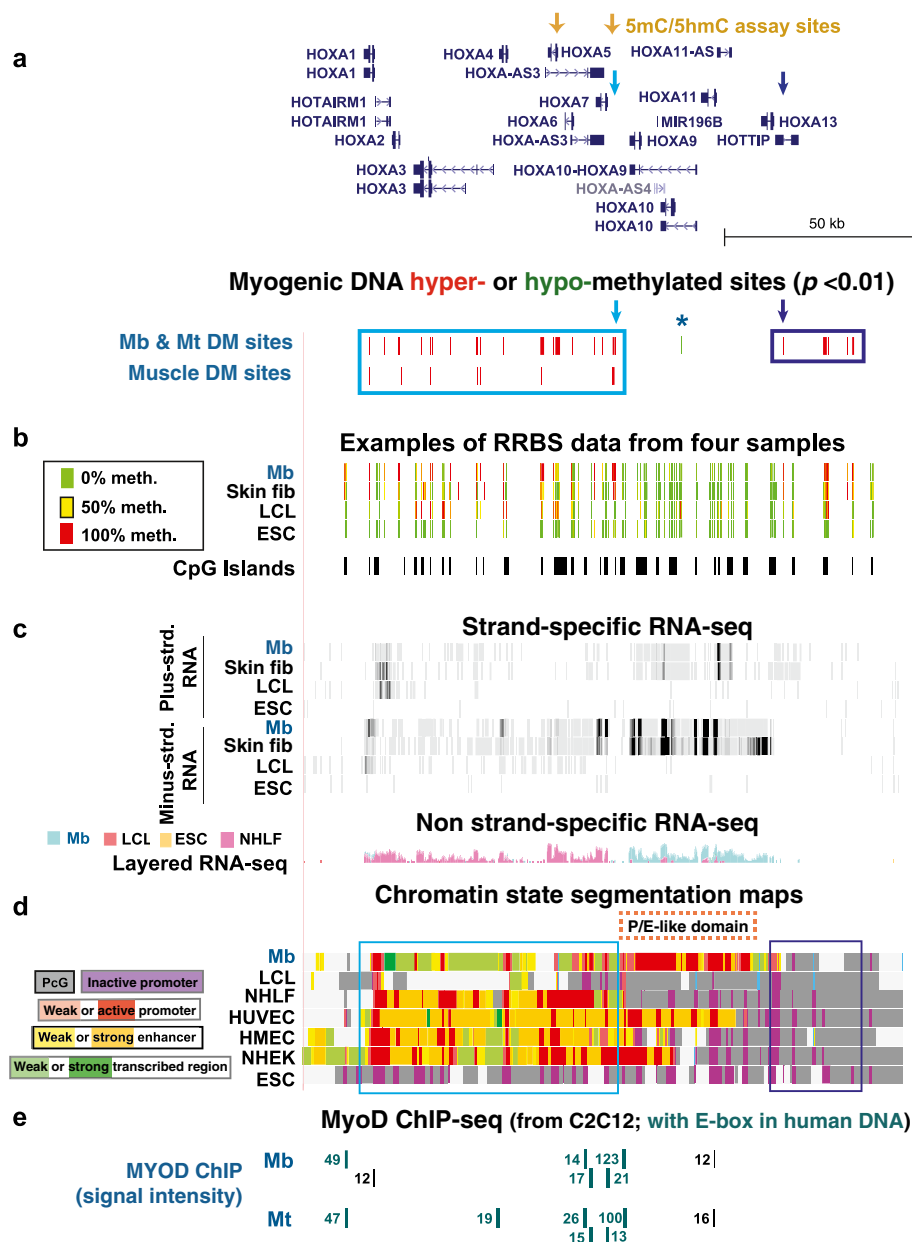 a
5mC/5hmC assay sites
HOXA1
HOXA4
HOXA5
HOXA11-AS
HOXA1
HOXA-AS3
HOTAIRM1
HOXA7
HOXA11
HOTAIRM1
HOXA6
MIR196B
HOXA13
HOXA2
HOXA-AS3
HOXA9
HOTTIP
HOXA3
HOXA10-HOXA9
HOXA3
HOXA-AS4
HOXA10
HOXA10
50 kb
Myogenic DNA hyper- or hypo-methylated sites (p <0.01)
*
Mb & Mt DM sites
Muscle DM sites
b
Examples of RRBS data from four samples
0% meth.
50% meth.
100% meth.
Mb
Skin fib
LCL
ESC
CpG Islands
c
Strand-specific RNA-seq
Plus-strd. RNA
Mb
Skin fib
LCL
ESC
Minus-strd. RNA
Mb
Skin fib
LCL
ESC
Non strand-specific RNA-seq
Mb LCL ESC NHLF
Layered RNA-seq
Chromatin state segmentation maps
d
P/E-like domain
PcG Inactive promoter
Weak or active promoter
Weak or strong enhancer
Weak or strong transcribed region
Mb
LCL
NHLF
HUVEC
HMEC
NHEK
ESC
e
MyoD ChIP-seq (from C2C12; with E-box in human DNA)
MYOD ChIP
(signal intensity)
Mb
49 14 123 12
12 17 21
Mt
47 19 26 100 16
15 13